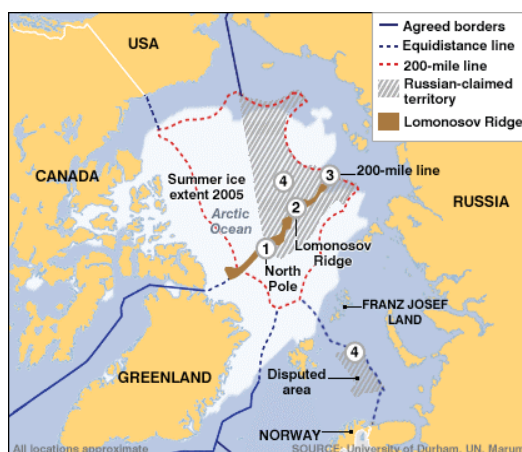 USA
Agreed borders
Equidistance line
200-mile line
Russian-claimed
territory
Lomonosov Ridge
CANADA
Summer ice
extent 2005
Arctic
Ocean
4
3
200-mile line
2
1
Lomonosov
Ridge
North
Pole
RUSSIA
FRANZ JOSEF
LAND
GREENLAND
4
Disputed
area
NORWAY
All locations approximate
SOURCE: University of Durham, UN, Marum